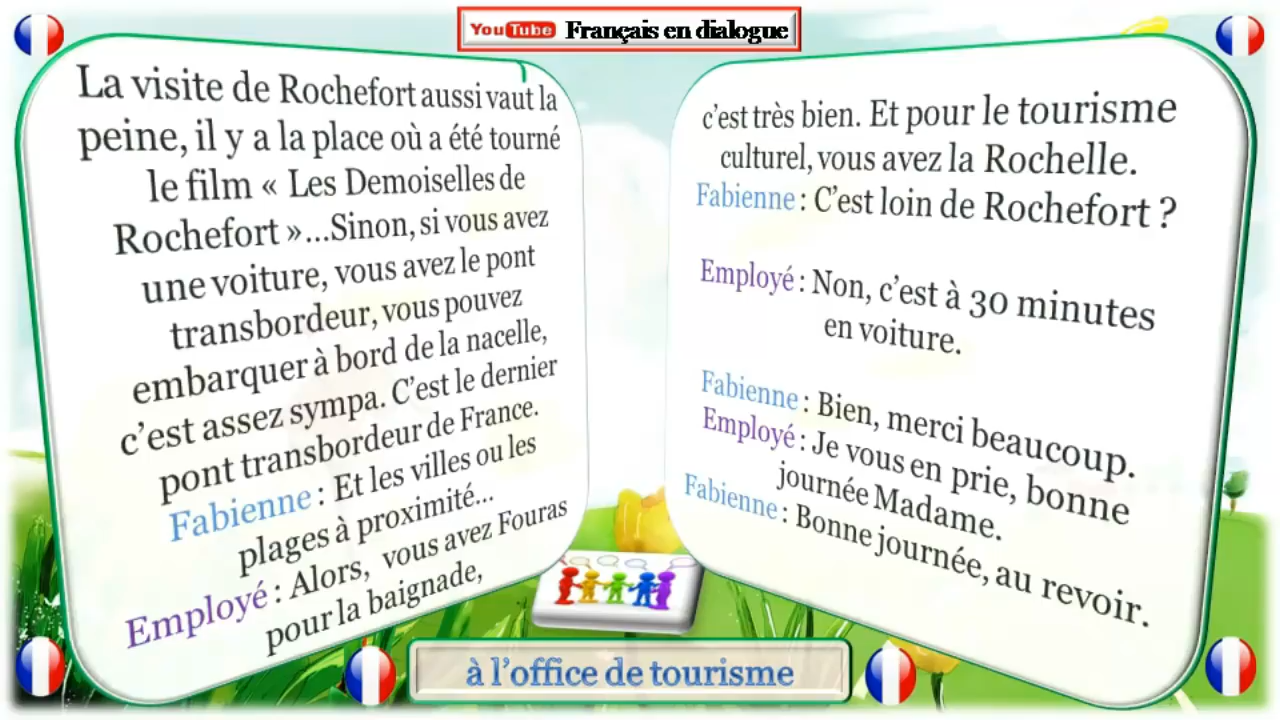 YouTube Français en dialogue
La visite de Rochefort aussi vaut la
peine, il y a la place où a été tourné
le film « Les Demoiselles de
Rochefort »...Sinon, si vous avez
une voiture, vous avez le pont
transbordeur, vous pouvez
embarquer à bord de la nacelle,
c’est assez sympa. C’est le dernier
pont transbordeur de France.
Fabienne : Et les villes ou les
plages à proximité...
Employé : Alors, vous avez Fouras
pour la baignade,
c’est très bien. Et pour le tourisme
culturel, vous avez la Rochelle.
Fabienne : C’est loin de Rochefort ?
Employé : Non, c’est à 30 minutes
en voiture.
Fabienne : Bien, merci beaucoup.
Employé : Je vous en prie, bonne
journée Madame.
Fabienne : Bonne journée, au revoir.
à l’office de tourisme